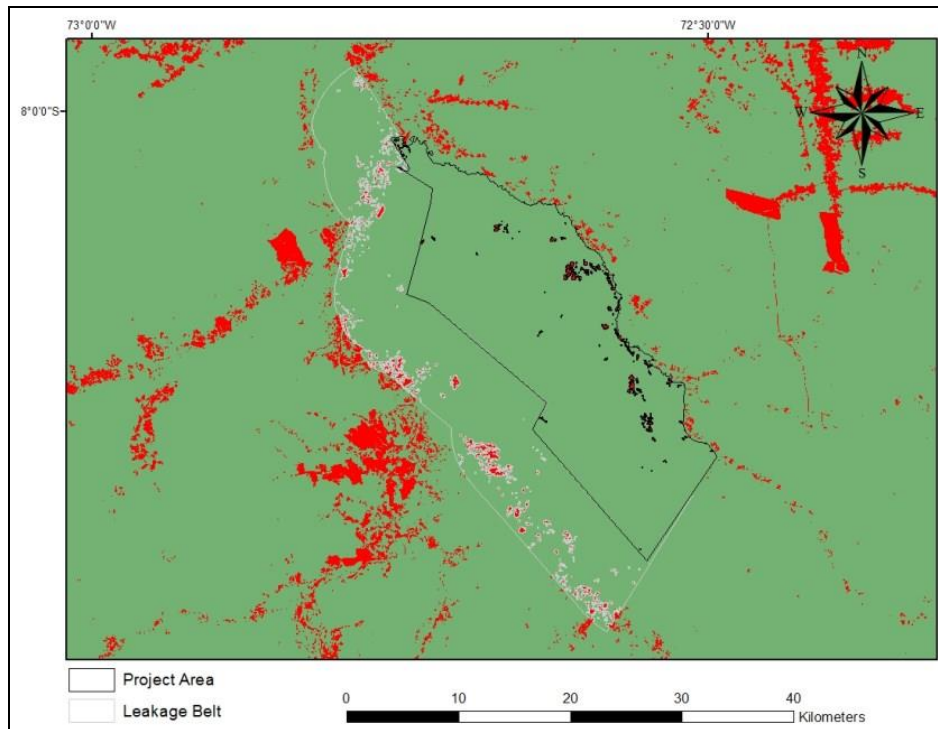 73°0'0"W
72°30'0"W
8°0'0"S
N
W
E
S
Project Area
Leakage Belt
0 10 20 30 40
Kilometers